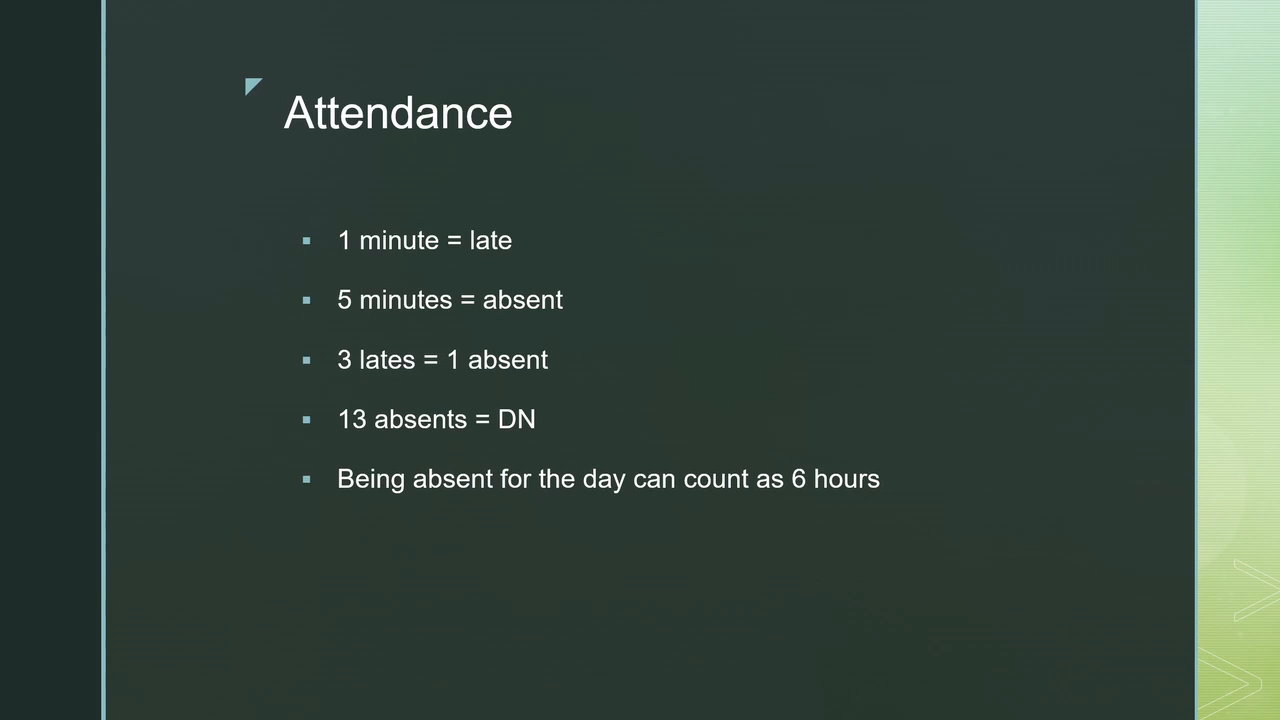 Attendance
1 minute = late
5 minutes = absent
3 lates = 1 absent
13 absents = DN
Being absent for the day can count as 6 hours